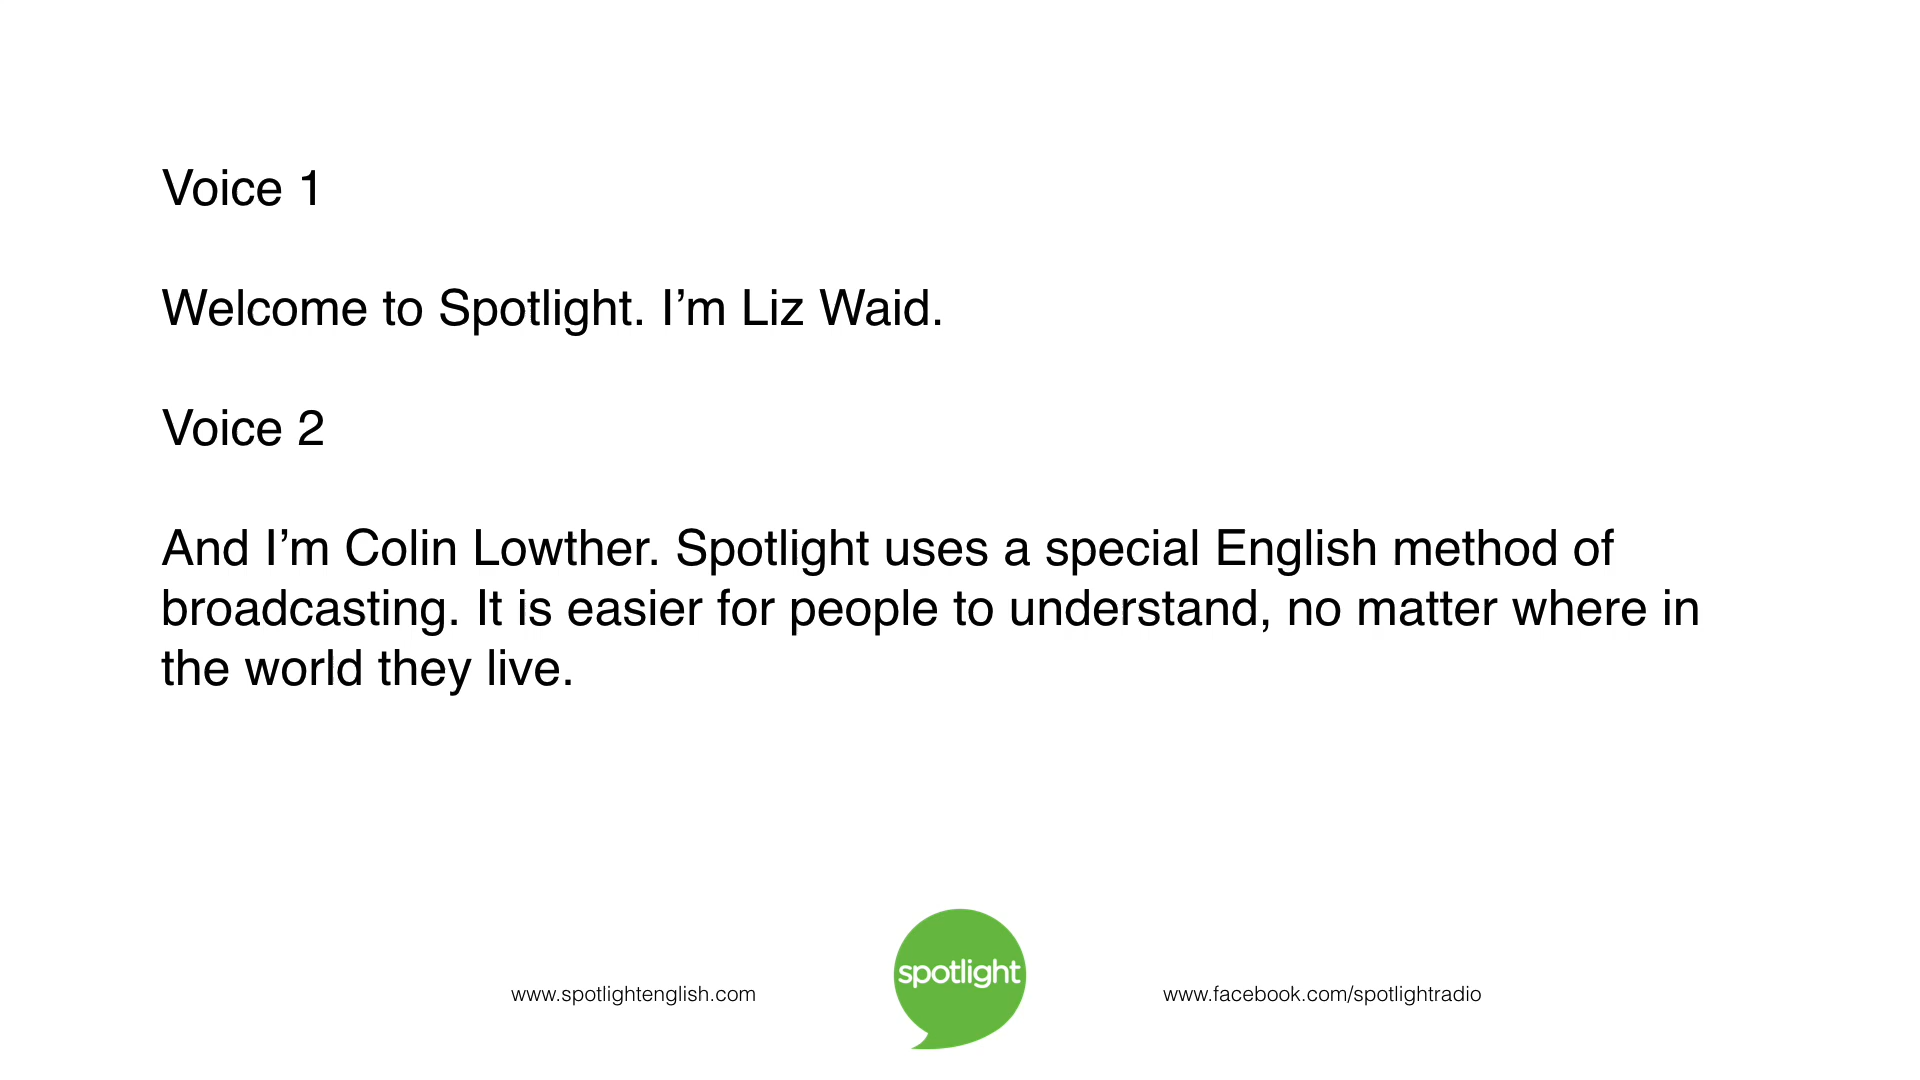 Voice 1
Welcome to Spotlight. I’m Liz Waid.
Voice 2
And I’m Colin Lowther. Spotlight uses a special English method of
broadcasting. It is easier for people to understand, no matter where in
the world they live.
www.spotlightenglish.com
spotlight
www.facebook.com/spotlightradio